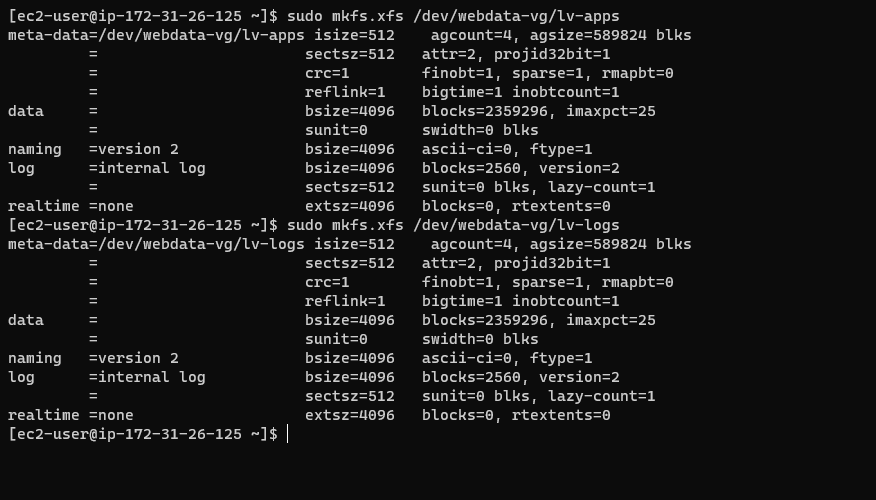 [ec2-user@ip-172-31-26-125 ~]$ sudo mkfs.xfs /dev/webdata-vg/lv-apps
meta-data=/dev/webdata-vg/lv-apps isize=512    agcount=4, agsize=589824 blks
         =                       sectsz=512   attr=2, projid32bit=1
         =                       crc=1        finobt=1, sparse=1, rmapbt=0
         =                       reflink=1    bigtime=1 inobtcount=1
data     =                       bsize=4096   blocks=2359296, imaxpct=25
         =                       sunit=0      swidth=0 blks
naming   =version 2              bsize=4096   ascii-ci=0, ftype=1
log      =internal log           bsize=4096   blocks=2560, version=2
         =                       sectsz=512   sunit=0 blks, lazy-count=1
realtime =none                   extsz=4096   blocks=0, rtextents=0
[ec2-user@ip-172-31-26-125 ~]$ sudo mkfs.xfs /dev/webdata-vg/lv-logs
meta-data=/dev/webdata-vg/lv-logs isize=512    agcount=4, agsize=589824 blks
         =                       sectsz=512   attr=2, projid32bit=1
         =                       crc=1        finobt=1, sparse=1, rmapbt=0
         =                       reflink=1    bigtime=1 inobtcount=1
data     =                       bsize=4096   blocks=2359296, imaxpct=25
         =                       sunit=0      swidth=0 blks
naming   =version 2              bsize=4096   ascii-ci=0, ftype=1
log      =internal log           bsize=4096   blocks=2560, version=2
         =                       sectsz=512   sunit=0 blks, lazy-count=1
realtime =none                   extsz=4096   blocks=0, rtextents=0
[ec2-user@ip-172-31-26-125 ~]$